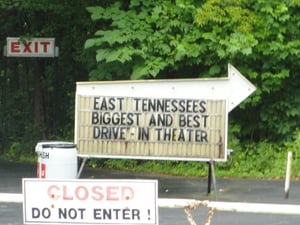 EXIT
EAST TENNESSEES
BIGGEST AND BEST
DRIVE-IN THEATER
CLOSED
DO NOT ENTER!